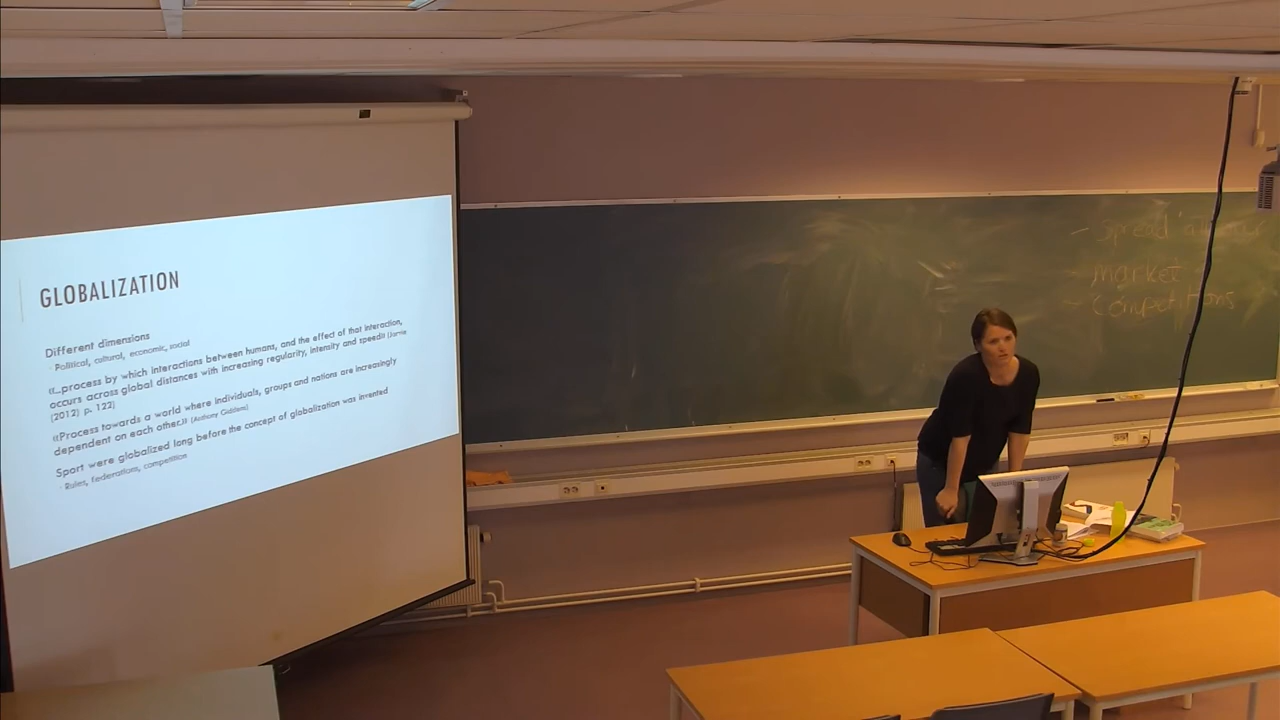 GLOBALIZATION
Different dimensions
- Political, cultural, economic, social
«...process by which interactions between humans, and the effect of that interaction,
occurs across global distances with increasing regularity, intensity and speed» (Jarvie
(2012) p. 122)
«Process towards a world where individuals, groups and nations are increasingly
dependent on each other.» (Anthony Giddens)
Sport were globalized long before the concept of globalization was invented
- Rules, federations, competition
- Spread
- Market
- Competitions